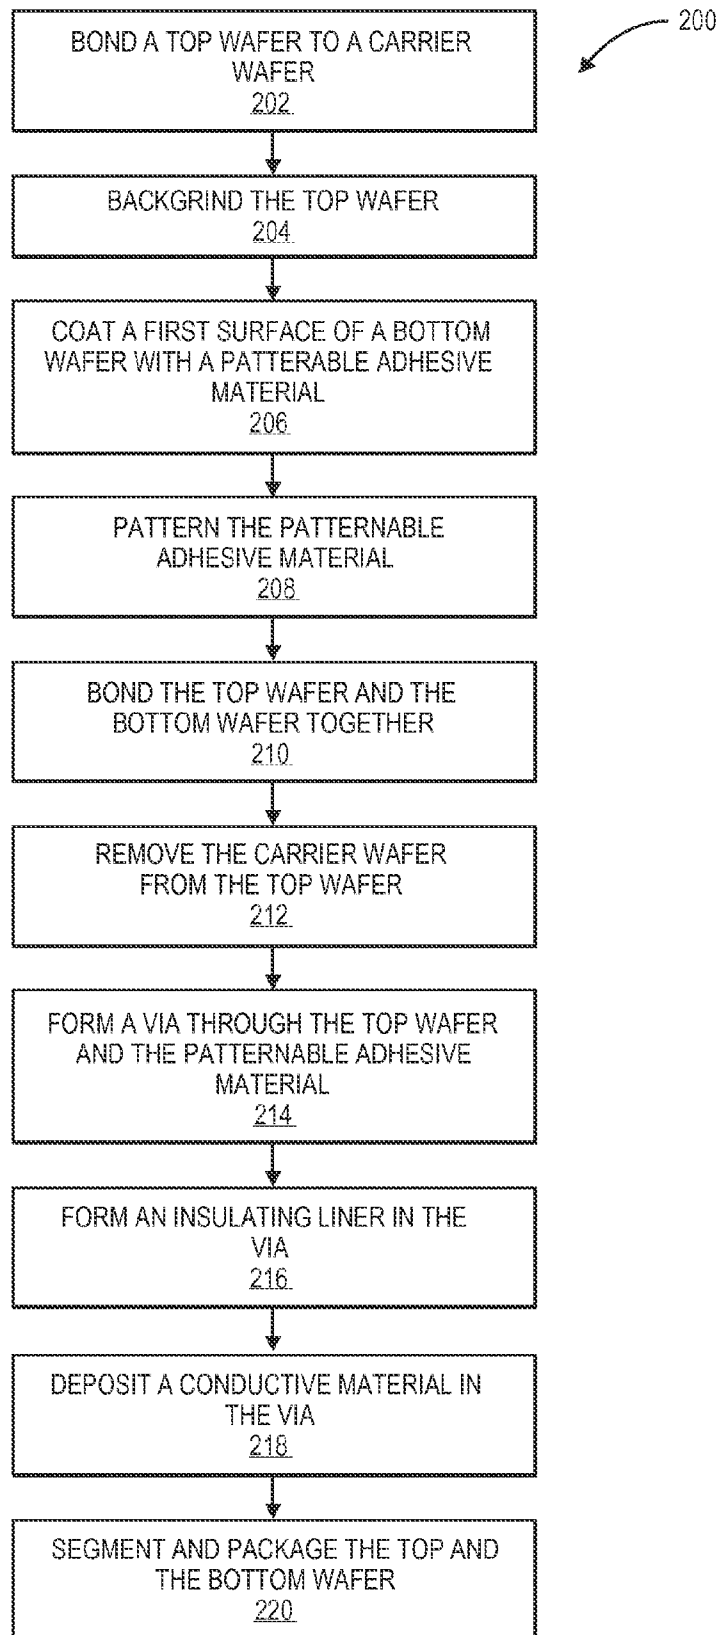 200
BOND A TOP WAFER TO A CARRIER
WAFER
202
BACKGRIND THE TOP WAFER
204
COAT A FIRST SURFACE OF A BOTTOM
WAFER WITH A PATTERABLE ADHESIVE
MATERIAL
206
PATTERN THE PATTERNABLE
ADHESIVE MATERIAL
208
BOND THE TOP WAFER AND THE
BOTTOM WAFER TOGETHER
210
REMOVE THE CARRIER WAFER
FROM THE TOP WAFER
212
FORM A VIA THROUGH THE TOP WAFER
AND THE PATTERNABLE ADHESIVE
MATERIAL
214
FORM AN INSULATING LINER IN THE
VIA
216
DEPOSIT A CONDUCTIVE MATERIAL IN
THE VIA
218
SEGMENT AND PACKAGE THE TOP AND
THE BOTTOM WAFER
220